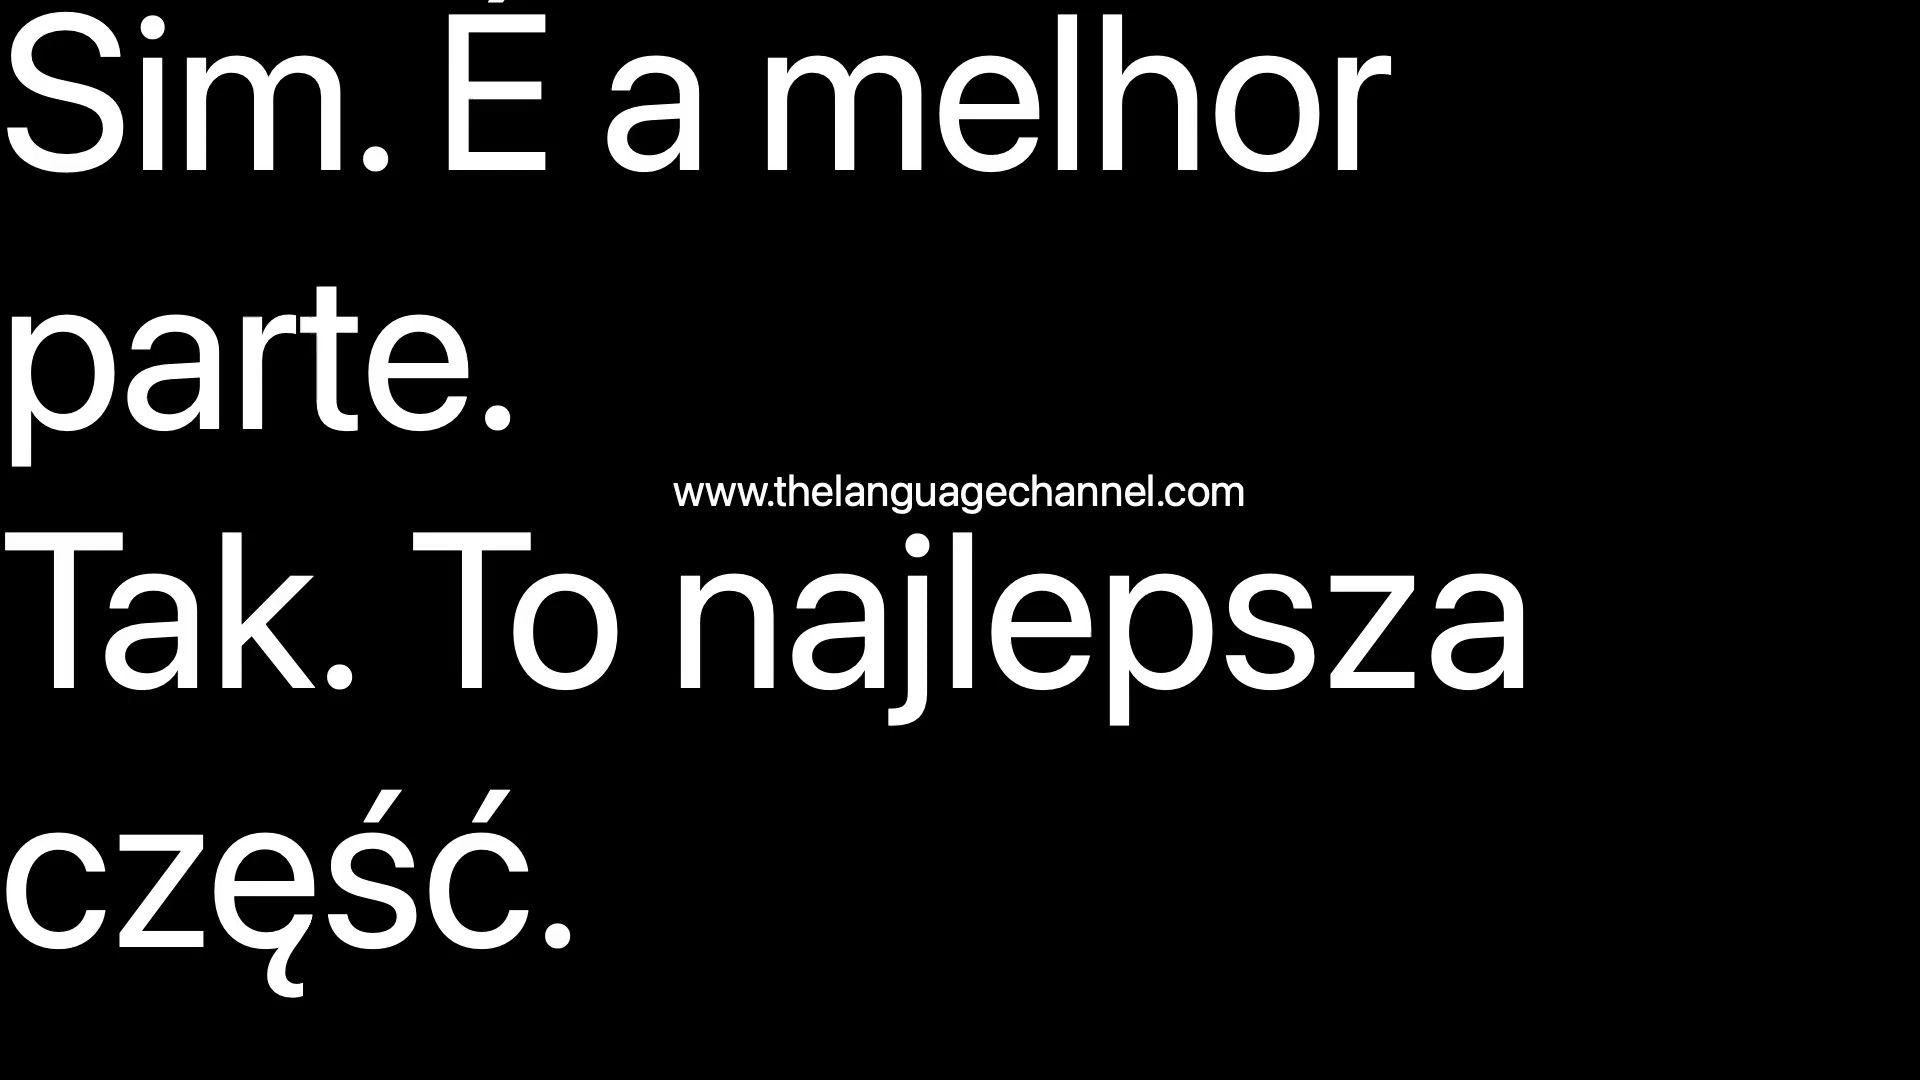 Sim. É a melhor
parte.
www.thelanguagechannel.com
Tak. To najlepsza
część.